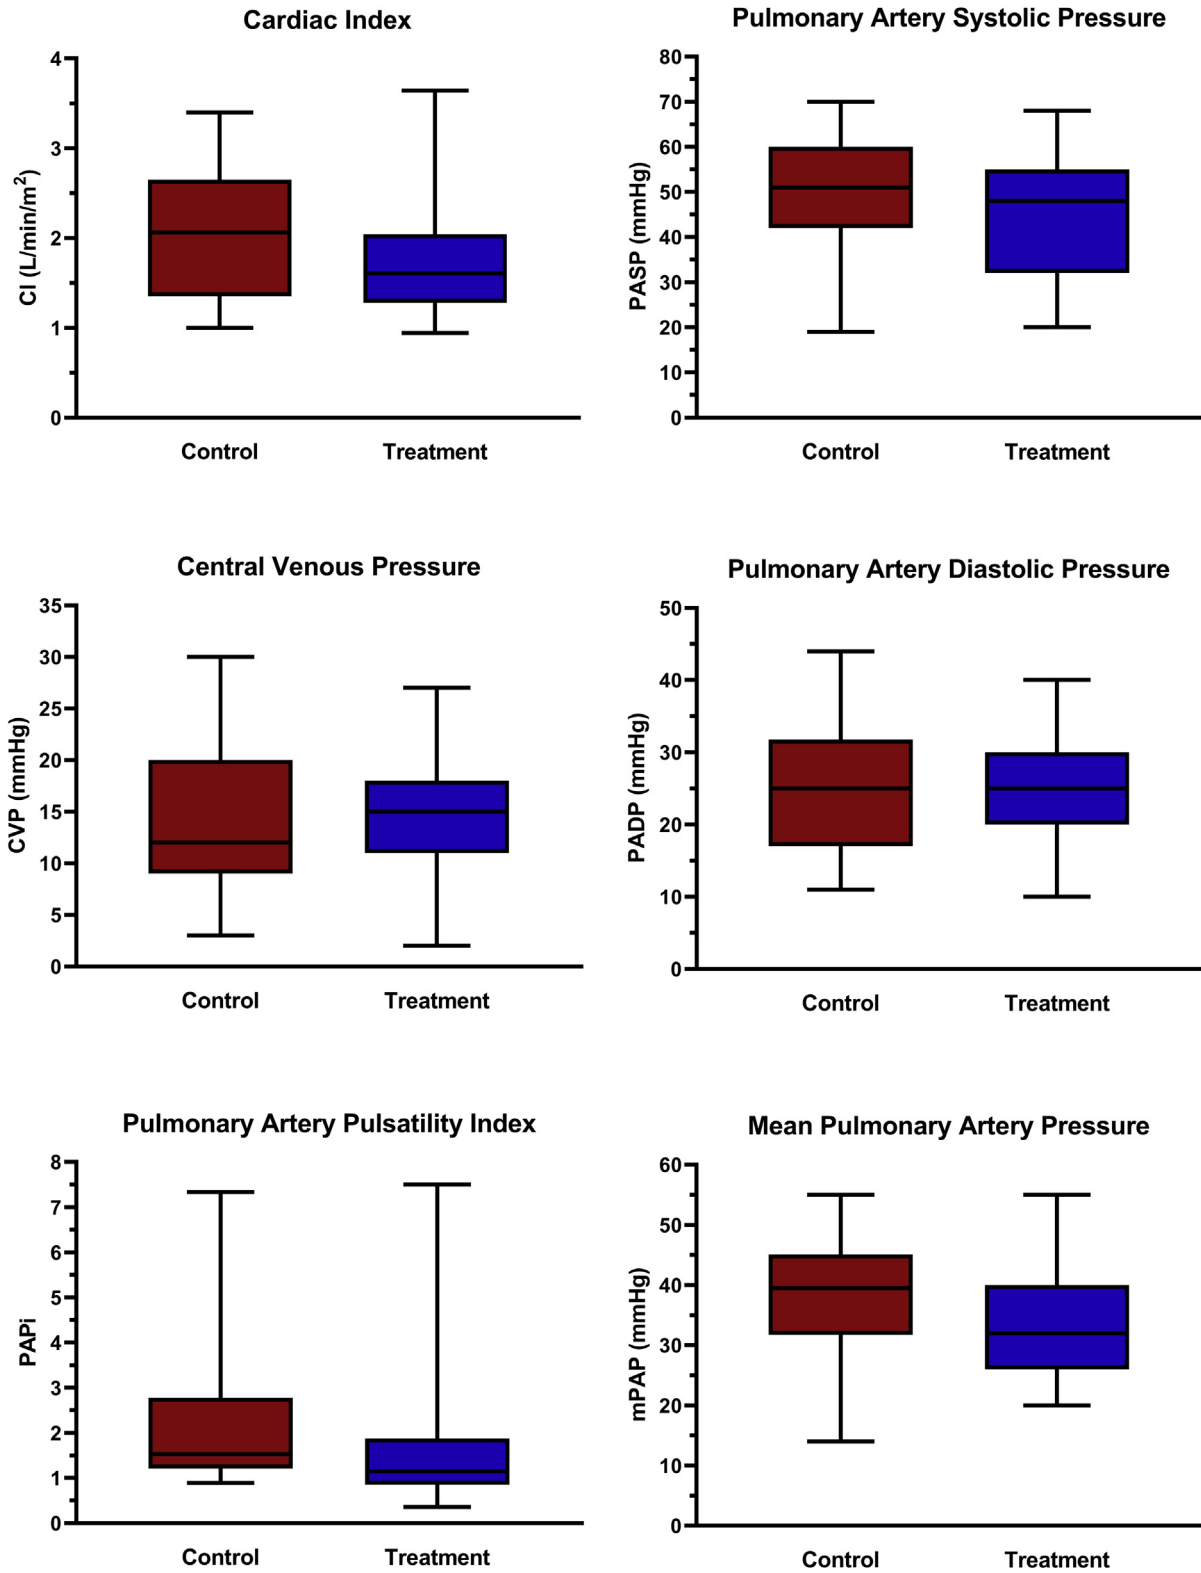 Cardiac Index
CI (L/min/m²)
4
3
2
1
0
Control Treatment
Pulmonary Artery Systolic Pressure
PASP (mmHg)
80
70
60
50
40
30
20
10
0
Control Treatment
Central Venous Pressure
CVP (mmHg)
35
30
25
20
15
10
5
0
Control Treatment
Pulmonary Artery Diastolic Pressure
PADP (mmHg)
50
40
30
20
10
0
Control Treatment
Pulmonary Artery Pulsatility Index
PAPi
8
7
6
5
4
3
2
1
0
Control Treatment
Mean Pulmonary Artery Pressure
mPAP (mmHg)
60
50
40
30
20
10
0
Control Treatment